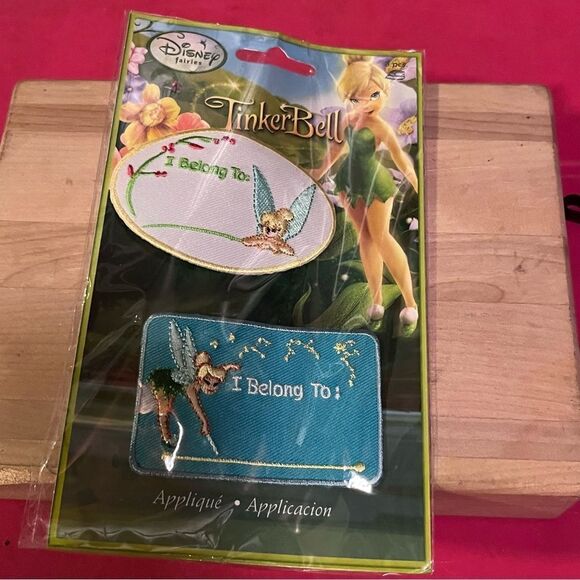 Disney
fairies
TinkerBell
I Belong To:
I Belong To:
Appliqué • Applicacion